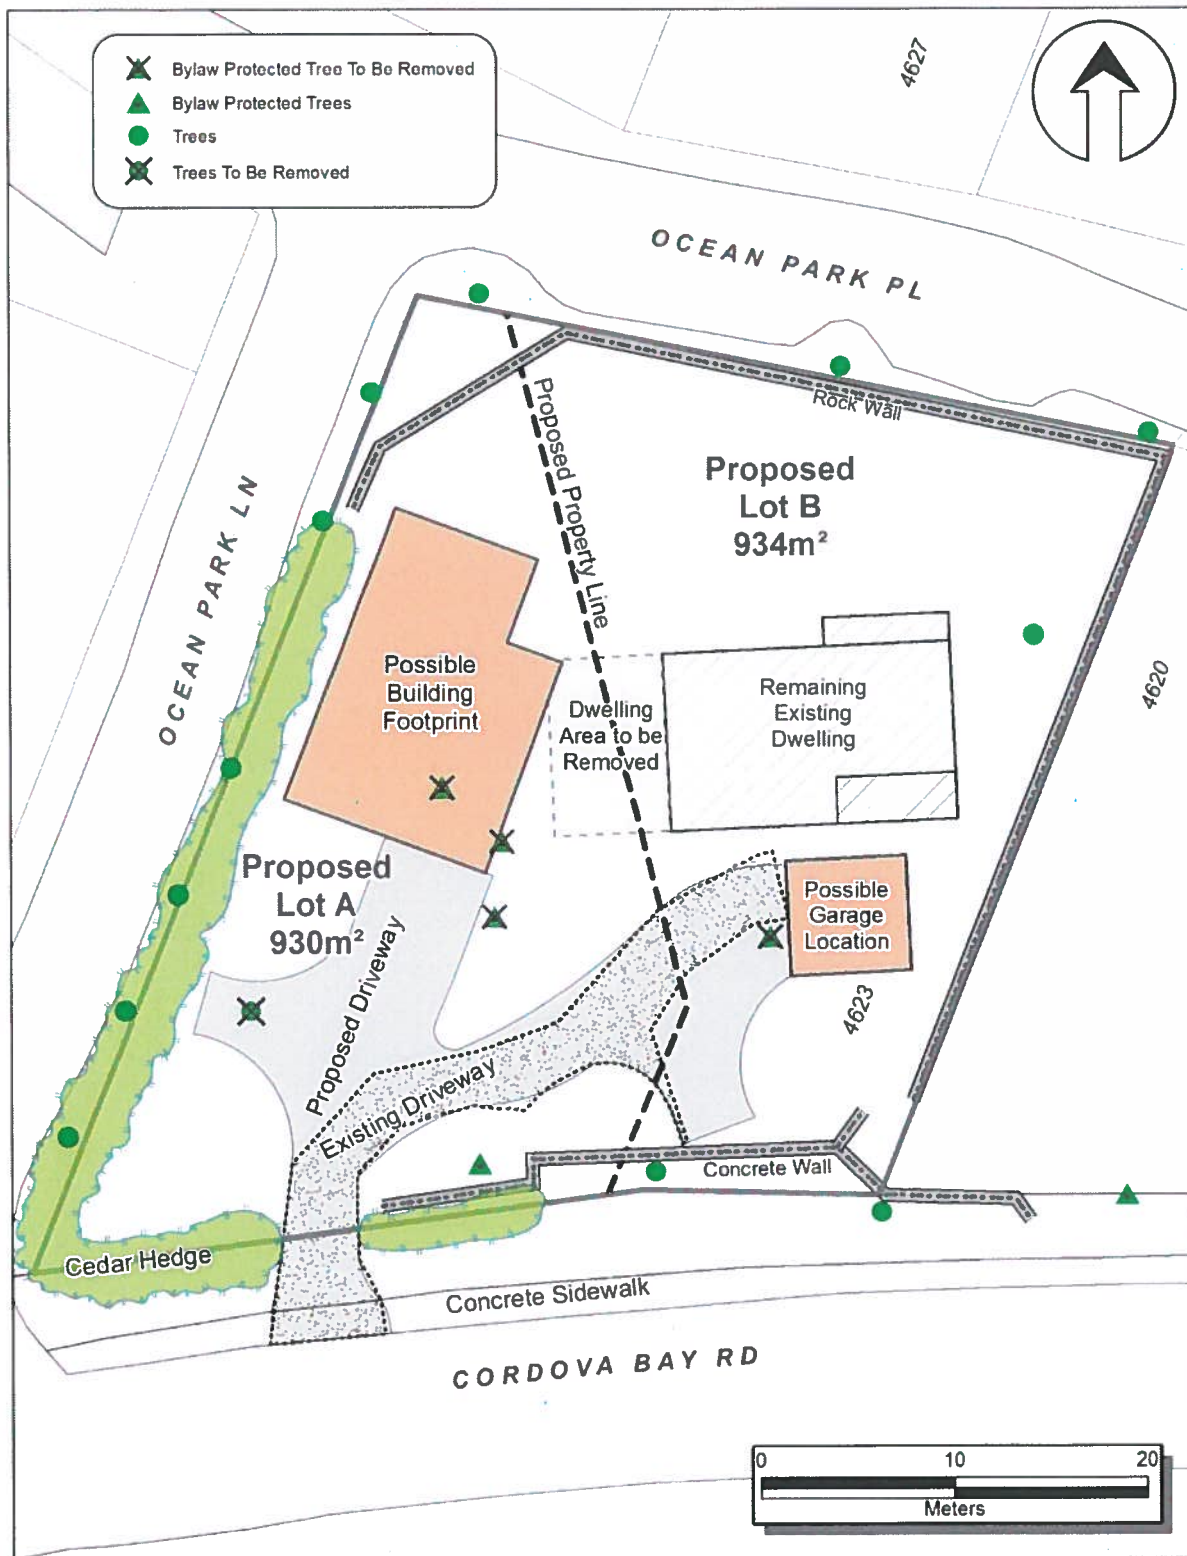 Bylaw Protected Tree To Be Removed
Bylaw Protected Trees
Trees
Trees To Be Removed
4627
OCEAN PARK PL
Rock Wall
Proposed Property Line
Proposed
Lot B
934m²
OCEAN PARK LN
Possible
Building
Footprint
Dwelling
Area to be
Removed
Remaining
Existing
Dwelling
4620
Proposed
Lot A
930m²
Possible
Garage
Location
4623
Proposed Driveway
Existing Driveway
Concrete Wall
Cedar Hedge
Concrete Sidewalk
CORDOVA BAY RD
0 10 20
Meters